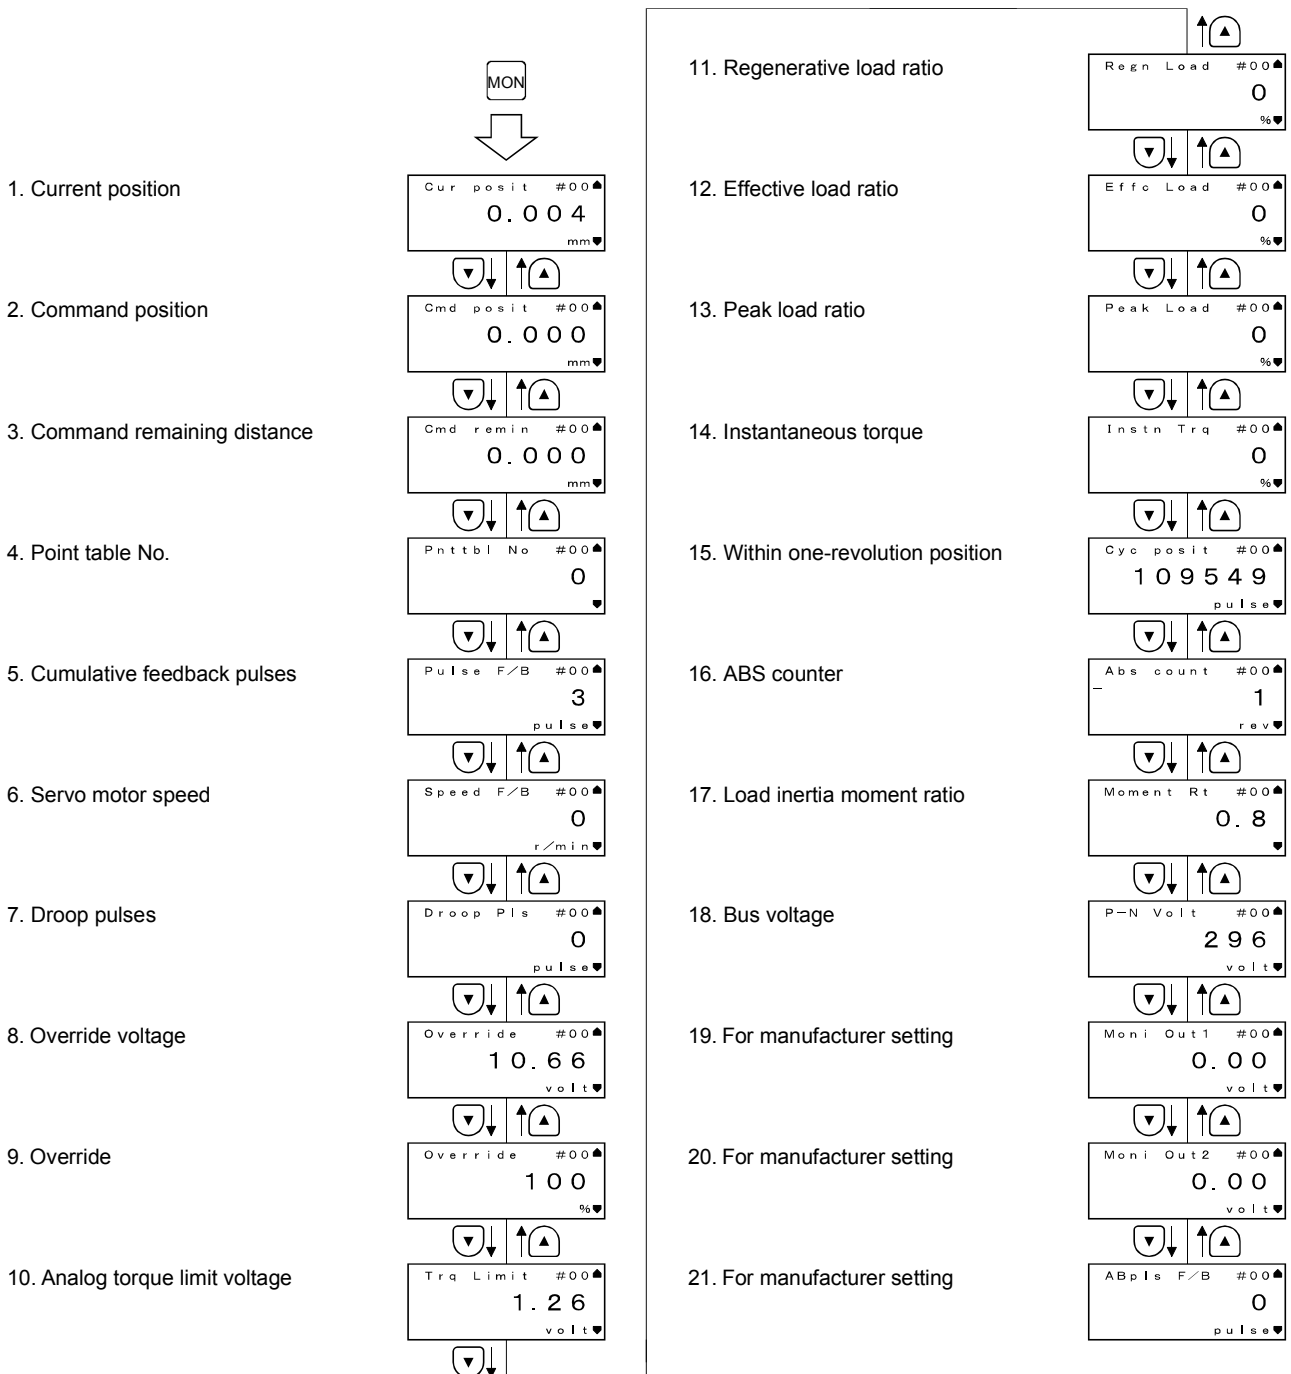 MON
1. Current position
Cur posit #00
0.004
mm
2. Command position
Cmd posit #00
0.000
mm
3. Command remaining distance
Cmd remin #00
0.000
mm
4. Point table No.
Pnttbl No #00
0
5. Cumulative feedback pulses
Pulse F/B #00
3
pulse
6. Servo motor speed
Speed F/B #00
0
r/min
7. Droop pulses
Droop Pls #00
0
pulse
8. Override voltage
Override #00
10.66
volt
9. Override
Override #00
100
%
10. Analog torque limit voltage
Trq Limit #00
1.26
volt
11. Regenerative load ratio
Regn Load #00
0
%
12. Effective load ratio
Effc Load #00
0
%
13. Peak load ratio
Peak Load #00
0
%
14. Instantaneous torque
Instn Trq #00
0
%
15. Within one-revolution position
Cyc posit #00
109549
pulse
16. ABS counter
Abs count #00
- 1
rev
17. Load inertia moment ratio
Moment Rt #00
0.8
18. Bus voltage
P-N Volt #00
296
volt
19. For manufacturer setting
Moni Out1 #00
0.00
volt
20. For manufacturer setting
Moni Out2 #00
0.00
volt
21. For manufacturer setting
ABpls F/B #00
0
pulse